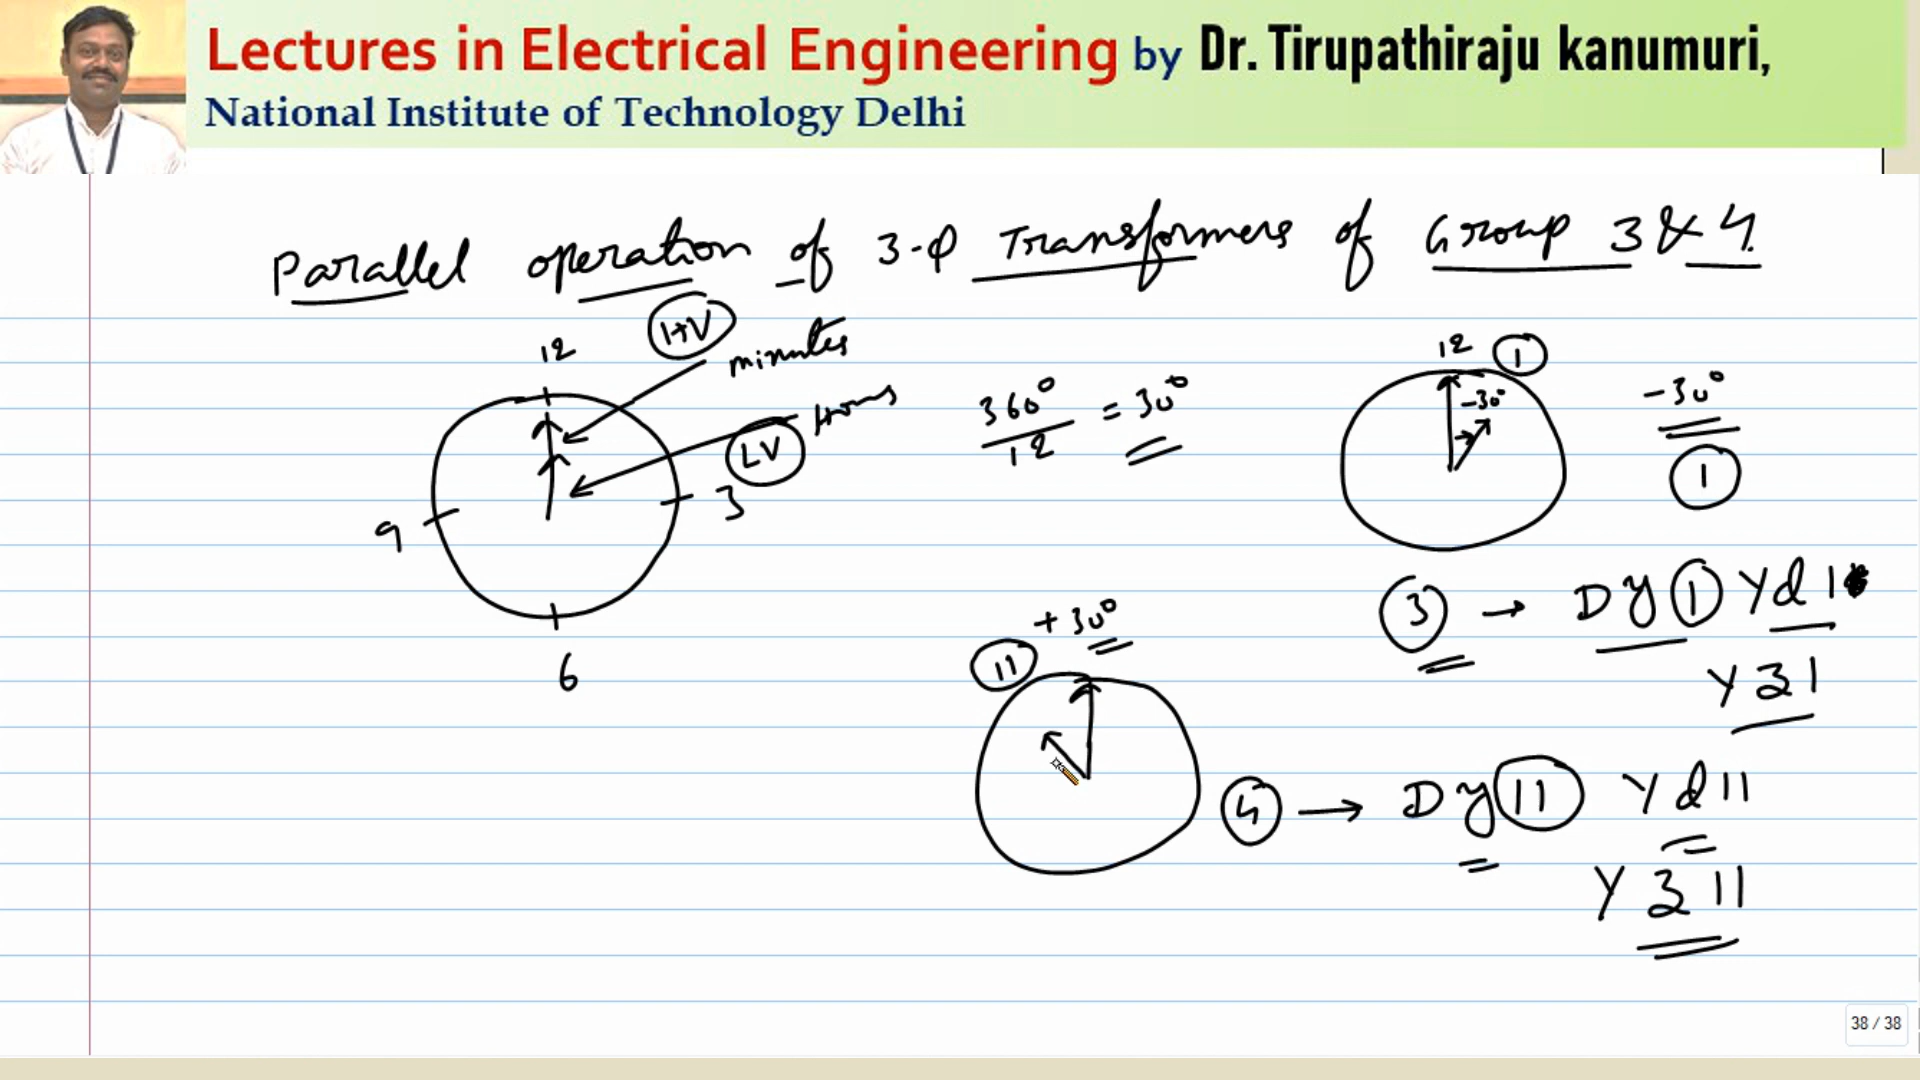 Lectures in Electrical Engineering by Dr. Tirupathiraju kanumuri,
National Institute of Technology Delhi
Parallel operation of 3-φ Transformers of Group 3 & 4.
12
HV
minutes
Hours
LV
9
3
6
360°/12 = 30°
12 1
-30°
-30°
1
3 → Dy1 Yd1
Yz1
+30°
11
4 → Dy11 Yd11
Yz11
38 / 38